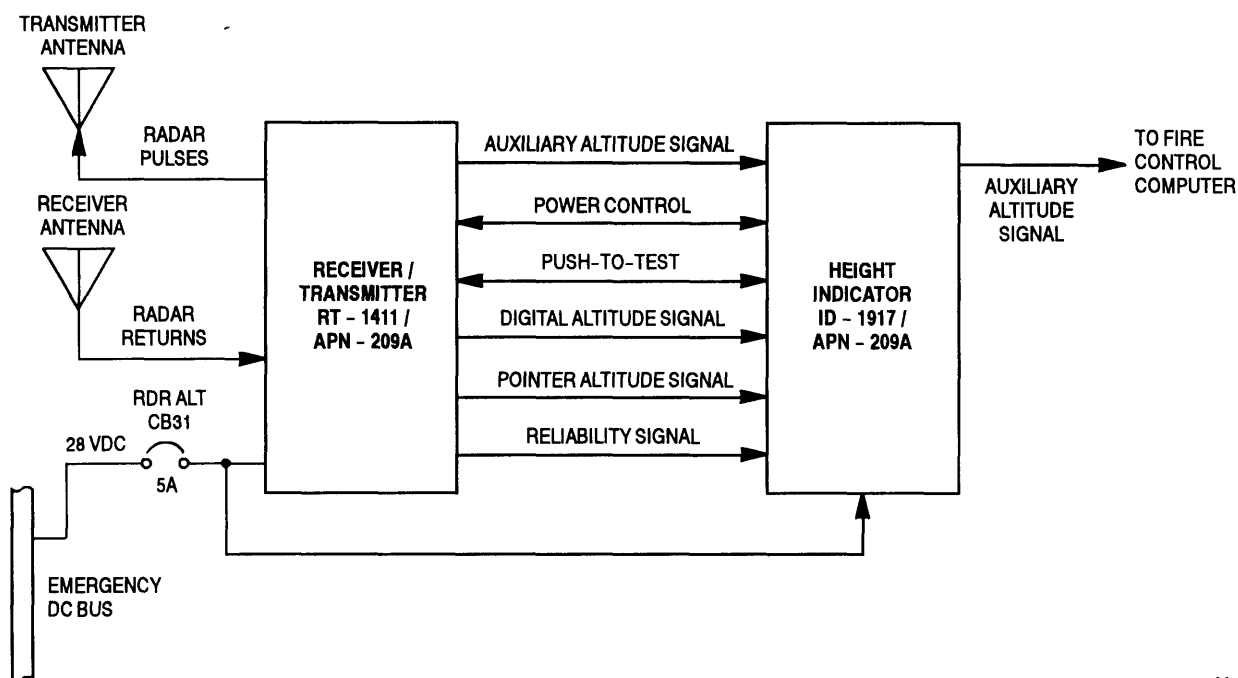 TRANSMITTER
ANTENNA
RADAR
PULSES
RECEIVER
ANTENNA
RADAR
RETURNS
RDR ALT
CB31
28 VDC
5A
EMERGENCY
DC BUS
RECEIVER /
TRANSMITTER
RT - 1411 /
APN - 209A
AUXILIARY ALTITUDE SIGNAL
POWER CONTROL
PUSH-TO-TEST
DIGITAL ALTITUDE SIGNAL
POINTER ALTITUDE SIGNAL
RELIABILITY SIGNAL
HEIGHT
INDICATOR
ID - 1917 /
APN - 209A
AUXILIARY
ALTITUDE
SIGNAL
TO FIRE
CONTROL
COMPUTER